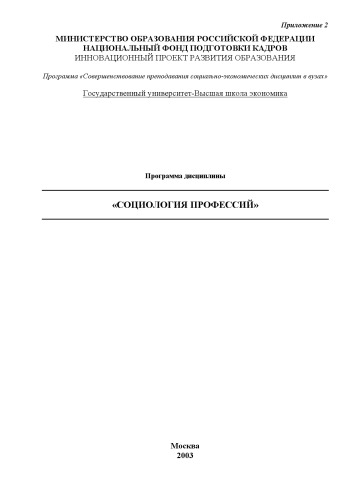 Приложение 2
МИНИСТЕРСТВО ОБРАЗОВАНИЯ РОССИЙСКОЙ ФЕДЕРАЦИИ
НАЦИОНАЛЬНЫЙ ФОНД ПОДГОТОВКИ КАДРОВ
ИННОВАЦИОННЫЙ ПРОЕКТ РАЗВИТИЯ ОБРАЗОВАНИЯ
Программа «Совершенствование преподавания социально-экономических дисциплин в вузах»
Государственный университет-Высшая школа экономика
Программа дисциплины
«СОЦИОЛОГИЯ ПРОФЕССИЙ»
Москва
2003